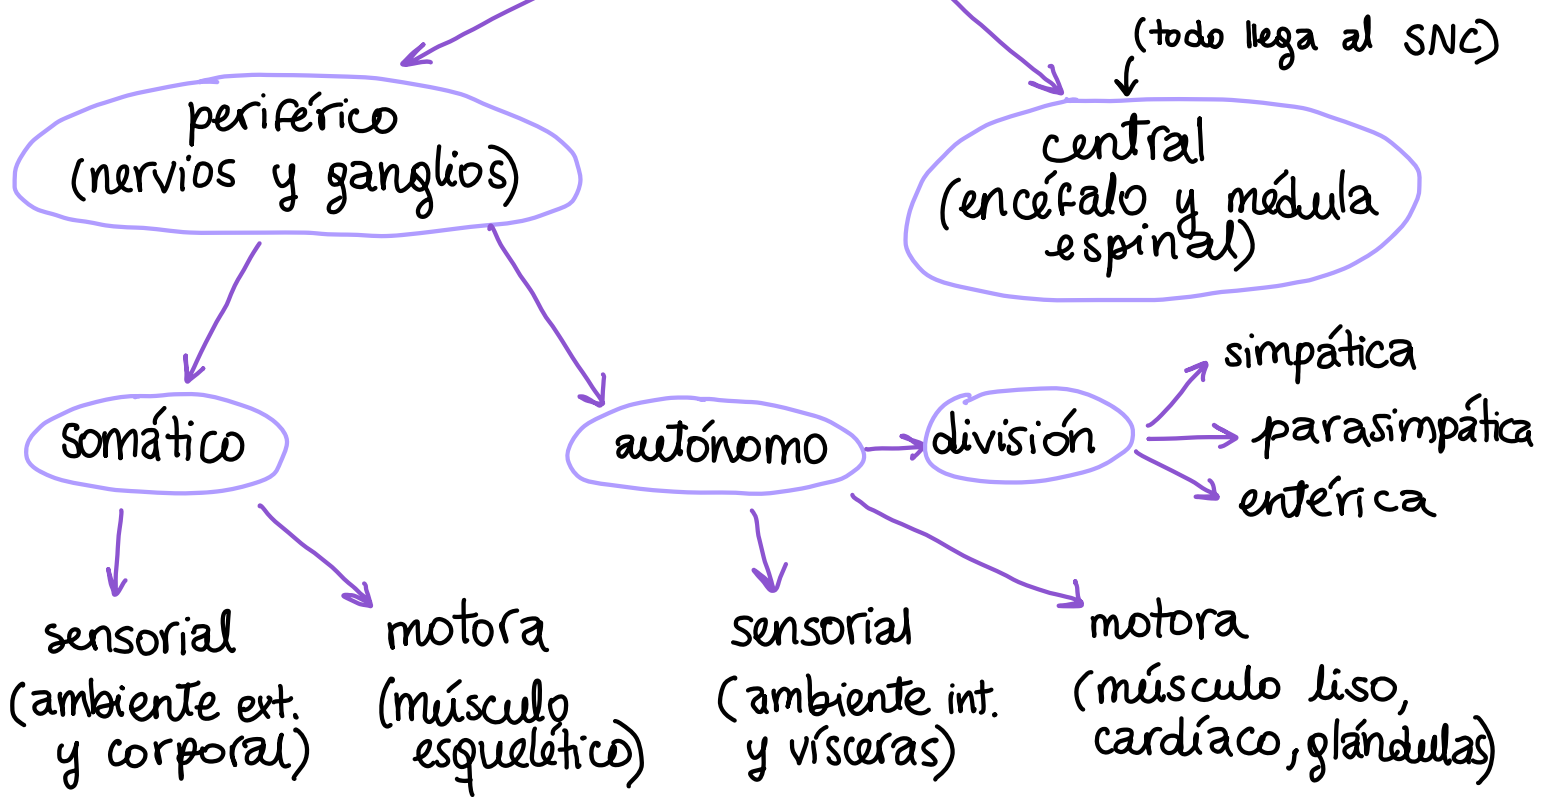 (todo llega al SNC)
periférico
(nervios y ganglios)
central
(encéfalo y médula
espinal)
somático
autónomo
división
simpática
parasimpática
entérica
sensorial
(ambiente ext.
y corporal)
motora
(músculo
esquelético)
sensorial
(ambiente int.
y vísceras)
motora
(músculo liso,
cardíaco, glándulas)